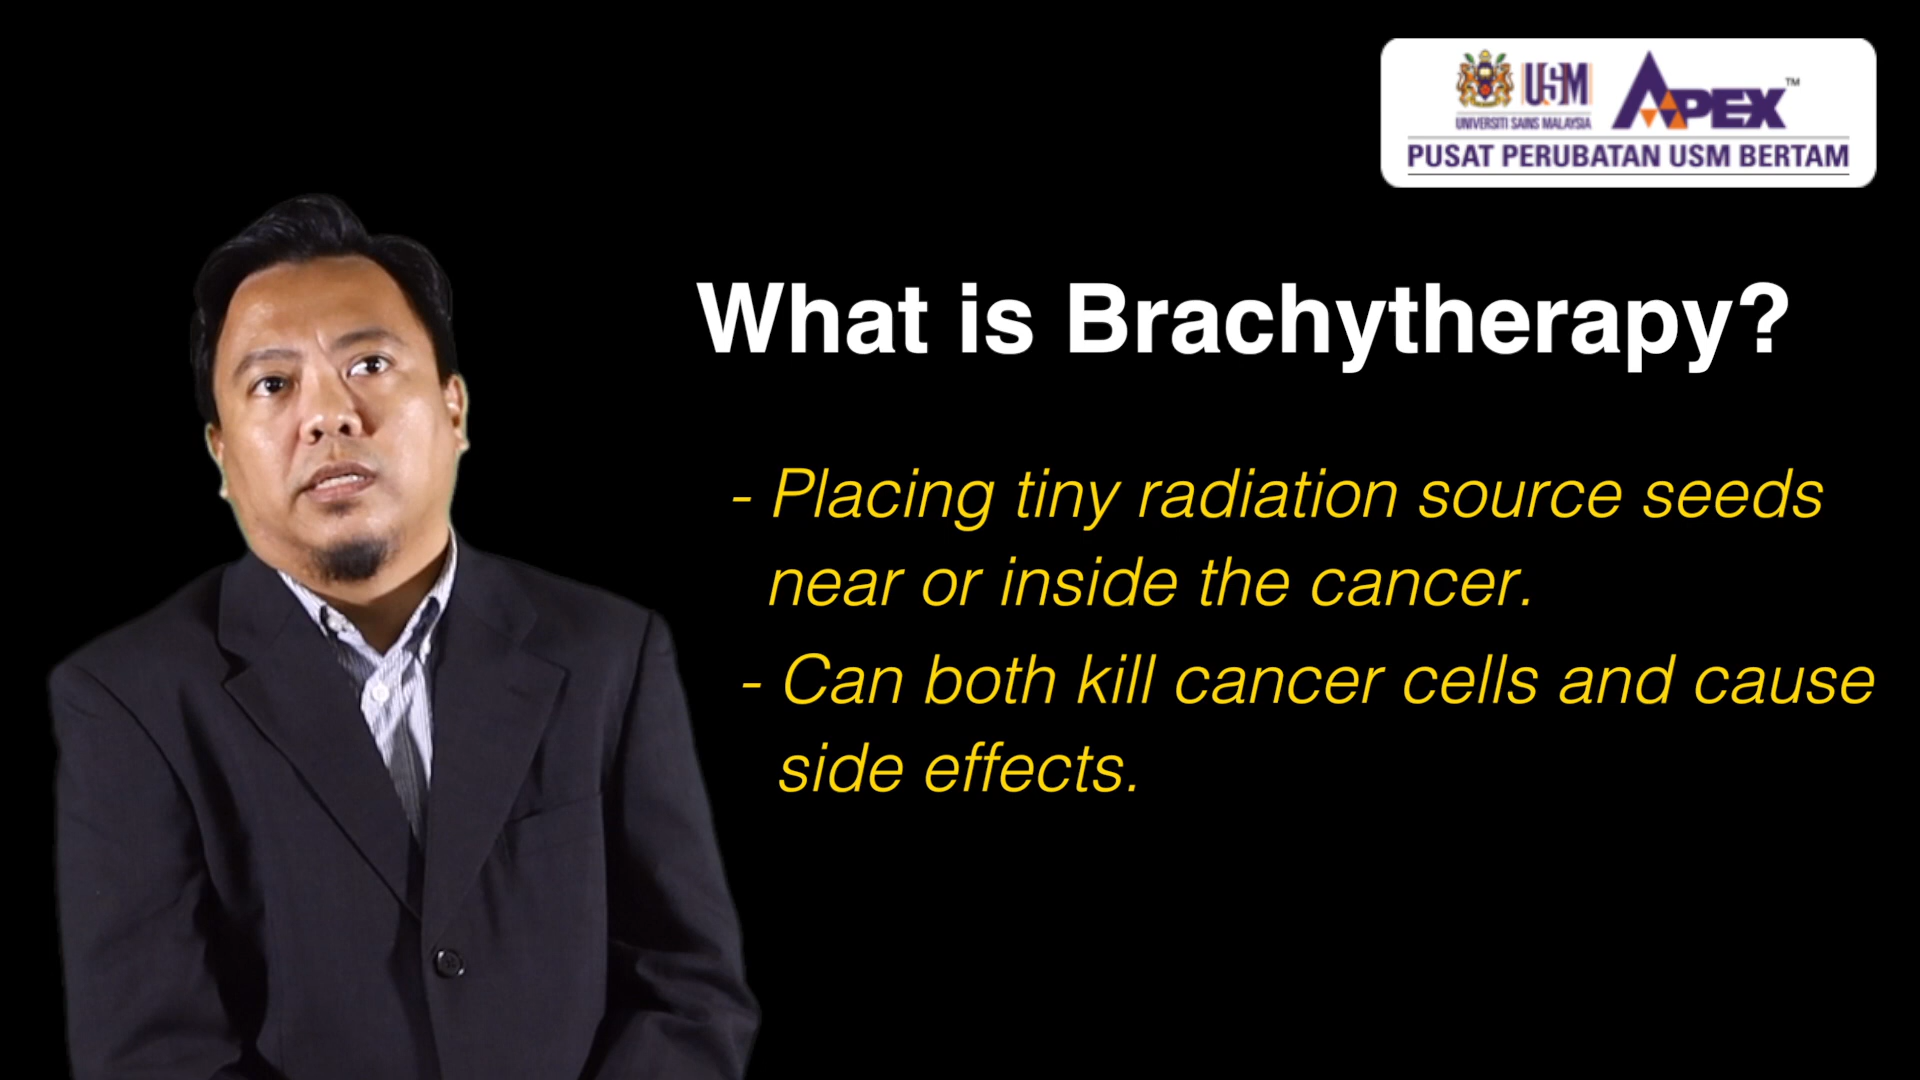 USM
UNIVERSITI SAINS MALAYSIA
APEX™
PUSAT PERUBATAN USM BERTAM
What is Brachytherapy?
- Placing tiny radiation source seeds
near or inside the cancer.
- Can both kill cancer cells and cause
side effects.